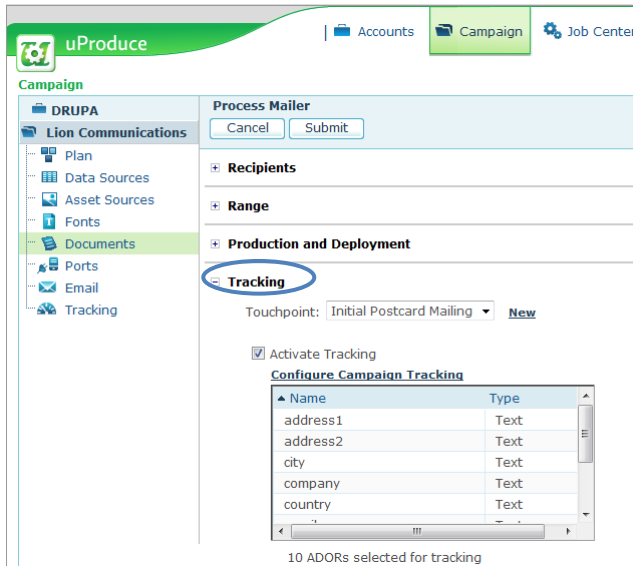 uProduce
Accounts
Campaign
Job Center
Campaign
DRUPA
Lion Communications
Plan
Data Sources
Asset Sources
Fonts
Documents
Ports
Email
Tracking
Process Mailer
Cancel Submit
Recipients
Range
Production and Deployment
Tracking
Touchpoint: Initial Postcard Mailing New
Activate Tracking
Configure Campaign Tracking
Name Type
address1 Text
address2 Text
city Text
company Text
country Text
10 ADORs selected for tracking